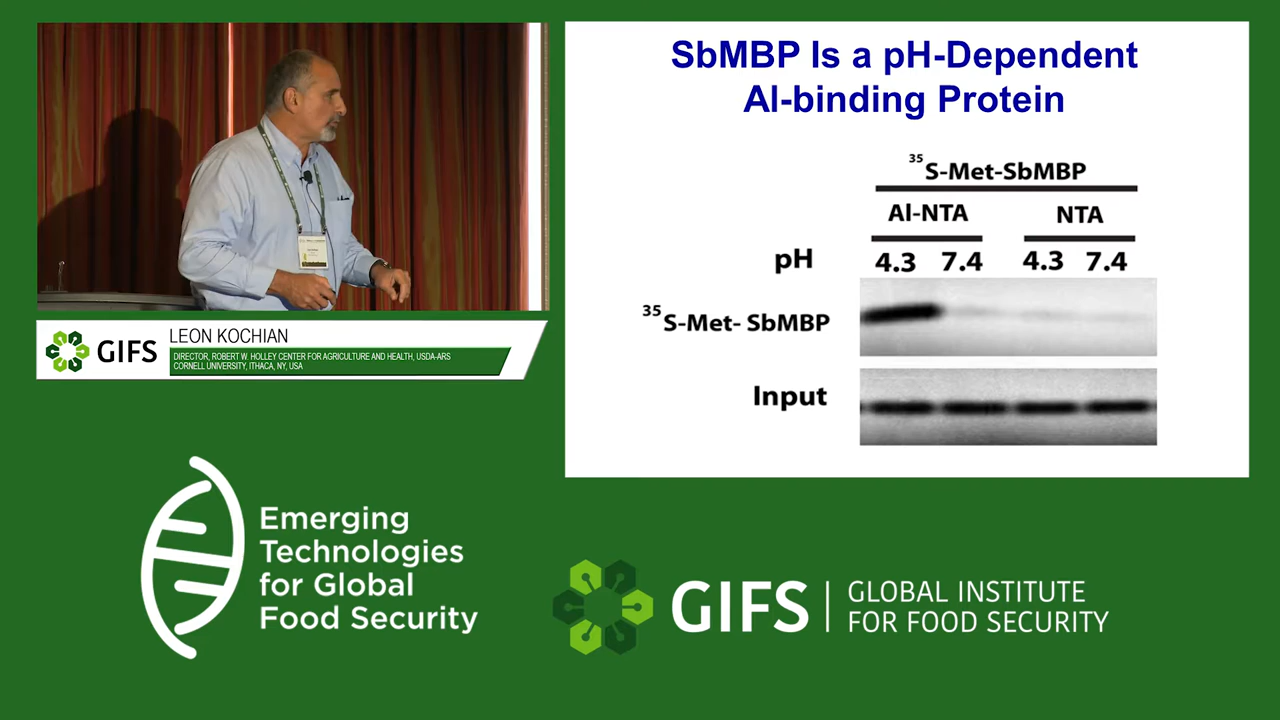 SbMBP Is a pH-Dependent
Al-binding Protein
35S-Met-SbMBP
Al-NTA NTA
pH 4.3 7.4 4.3 7.4
35S-Met- SbMBP
Input
GIFS
LEON KOCHIAN
DIRECTOR, ROBERT W. HOLLEY CENTER FOR AGRICULTURE AND HEALTH, USDA-ARS
CORNELL UNIVERSITY, ITHACA, NY, USA
Emerging
Technologies
for Global
Food Security
GIFS
GLOBAL INSTITUTE
FOR FOOD SECURITY